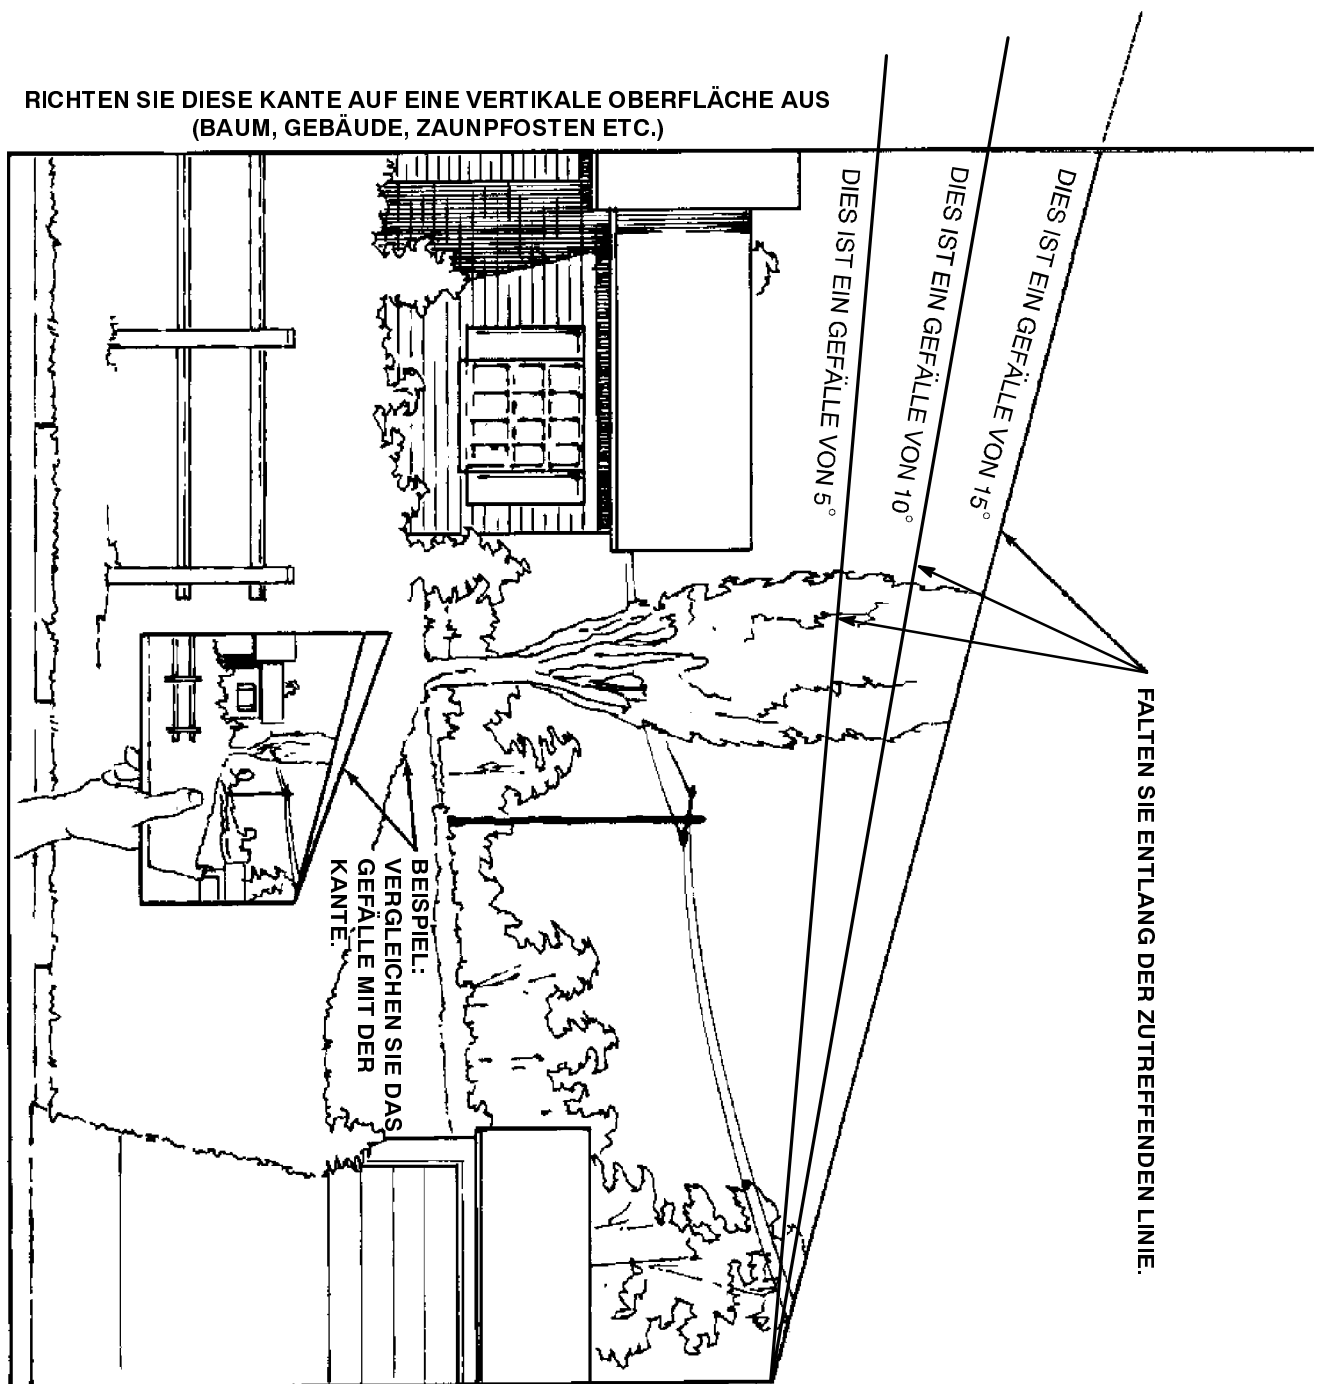 RICHTEN SIE DIESE KANTE AUF EINE VERTIKALE OBERFLÄCHE AUS
(BAUM, GEBÄUDE, ZAUNPFOSTEN ETC.)
DIES IST EIN GEFÄLLE VON 15°
DIES IST EIN GEFÄLLE VON 10°
DIES IST EIN GEFÄLLE VON 5°
FALTEN SIE ENTLANG DER ZUTREFFENDEN LINIE.
BEISPIEL:
VERGLEICHEN SIE DAS
GEFÄLLE MIT DER
KANTE.